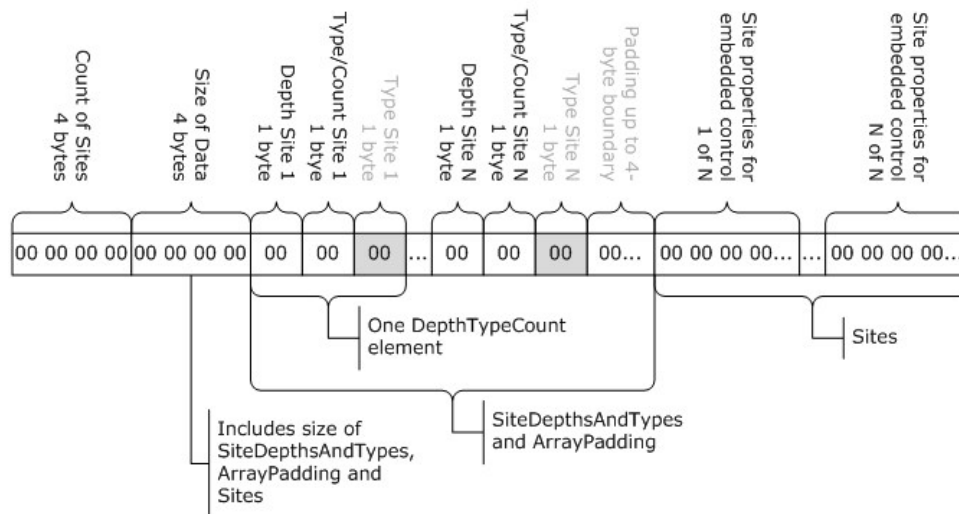 Count of Sites
4 bytes
Size of Data
4 bytes
Depth Site 1
1 byte
Type/Count Site 1
1 btye
Type Site 1
1 byte
Depth Site N
1 byte
Type/Count Site N
1 btye
Type Site N
1 byte
Padding up to 4-
byte boundary
Site properties for
embedded control
1 of N
Site properties for
embedded control
N of N
00 00 00 00 00 00 00 00 00 00 00 ... 00 00 00 00... 00 00 00 00... ... 00 00 00 00...
One DepthTypeCount
element
Sites
SiteDepthsAndTypes
and ArrayPadding
Includes size of
SiteDepthsAndTypes,
ArrayPadding and
Sites